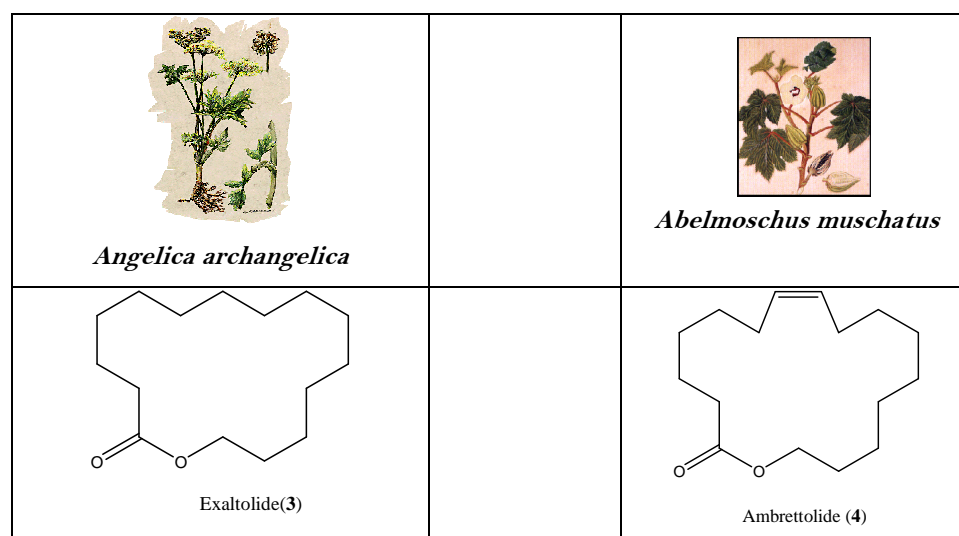 Angelica archangelica
Abelmoschus muschatus
O
O
Exaltolide(3)
O
O
Ambrettolide (4)